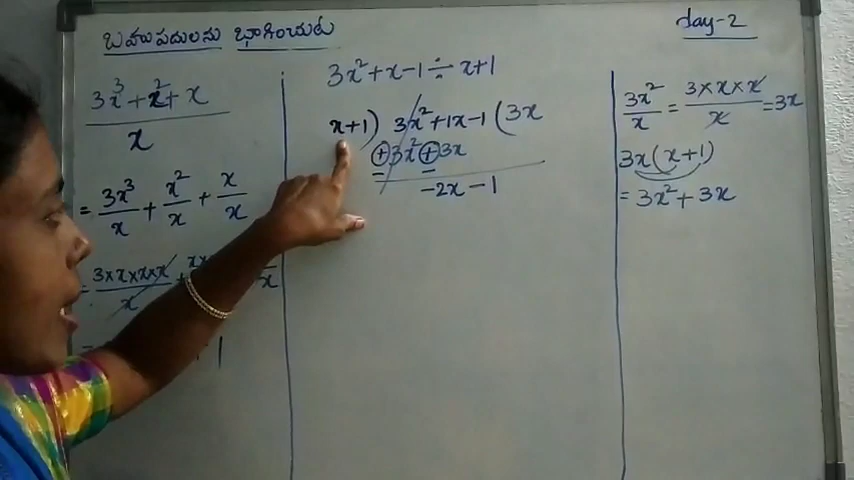 బహుపదులను భాగించుట
day-2
3x³+x²+x
x
= 3x³/x + x²/x + x/x
= 3×x×x×x/x +
3x²+x-1÷x+1
x+1) 3x²+1x-1 (3x
⊕3x²⊕3x
- -
-2x-1
3x²/x = 3×x×x/x = 3x
3x(x+1)
= 3x²+3x